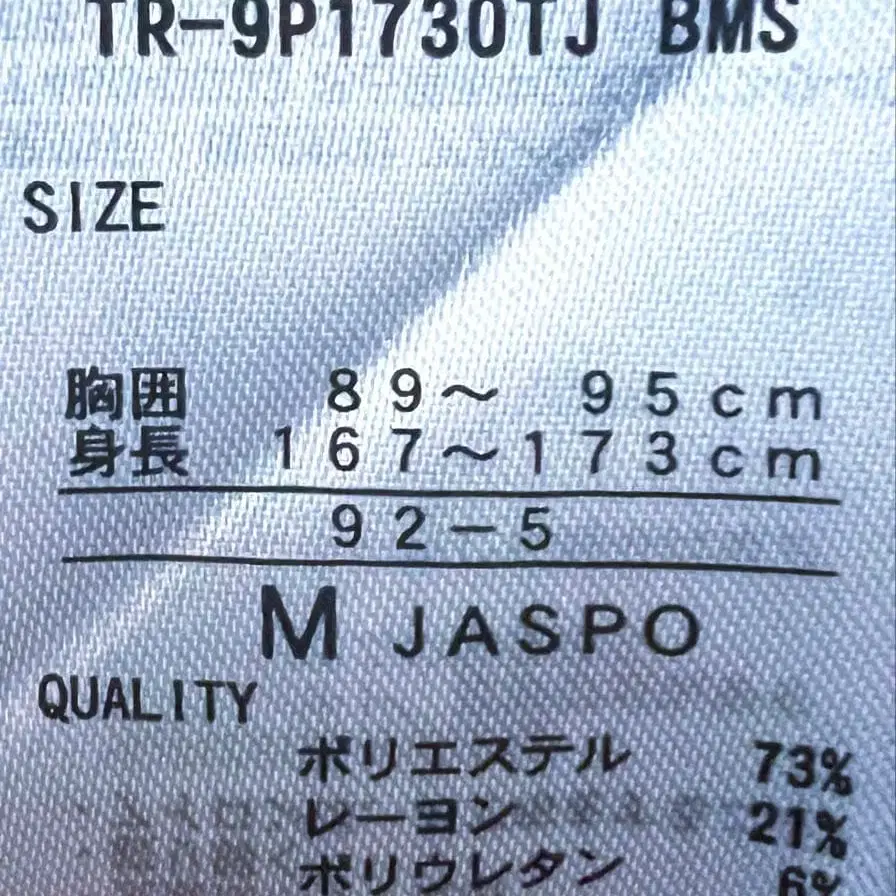 TR-9P1730TJ BMS
SIZE
胸囲 89～ 95cm
身長 167～173cm
92-5
M JASPO
QUALITY
ポリエステル 73%
レーヨン 21%
ポリウレタン 6%